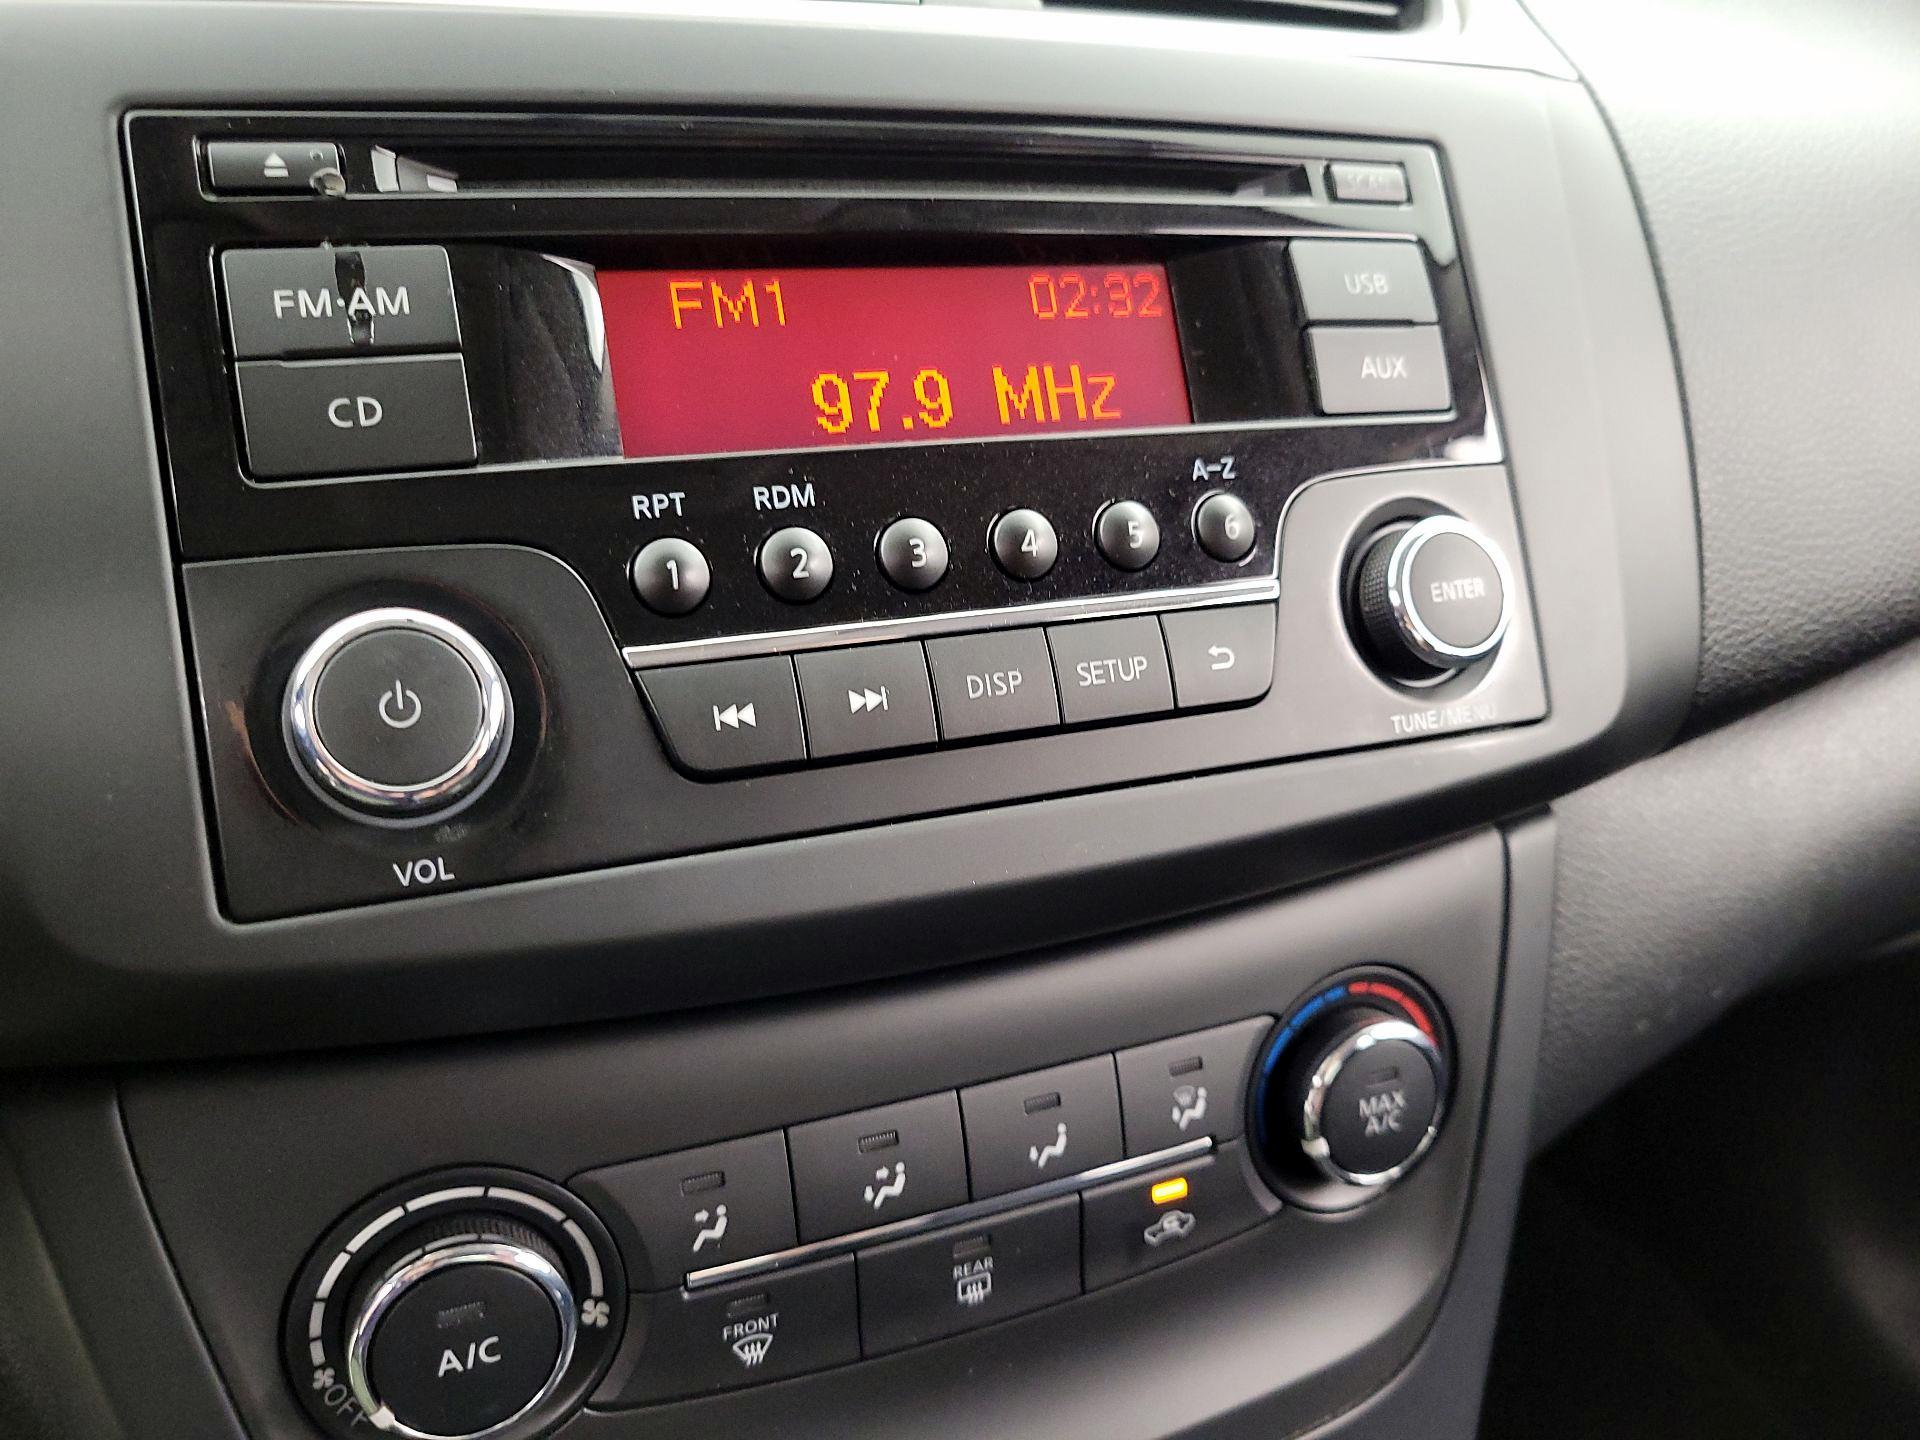 SCAN
FM·AM
CD
FM1 02:32
97.9 MHz
USB
AUX
RPT RDM A-Z
1 2 3 4 5 6
ENTER
DISP SETUP
TUNE/MENU
VOL
MAX
A/C
REAR
FRONT
A/C
OFF